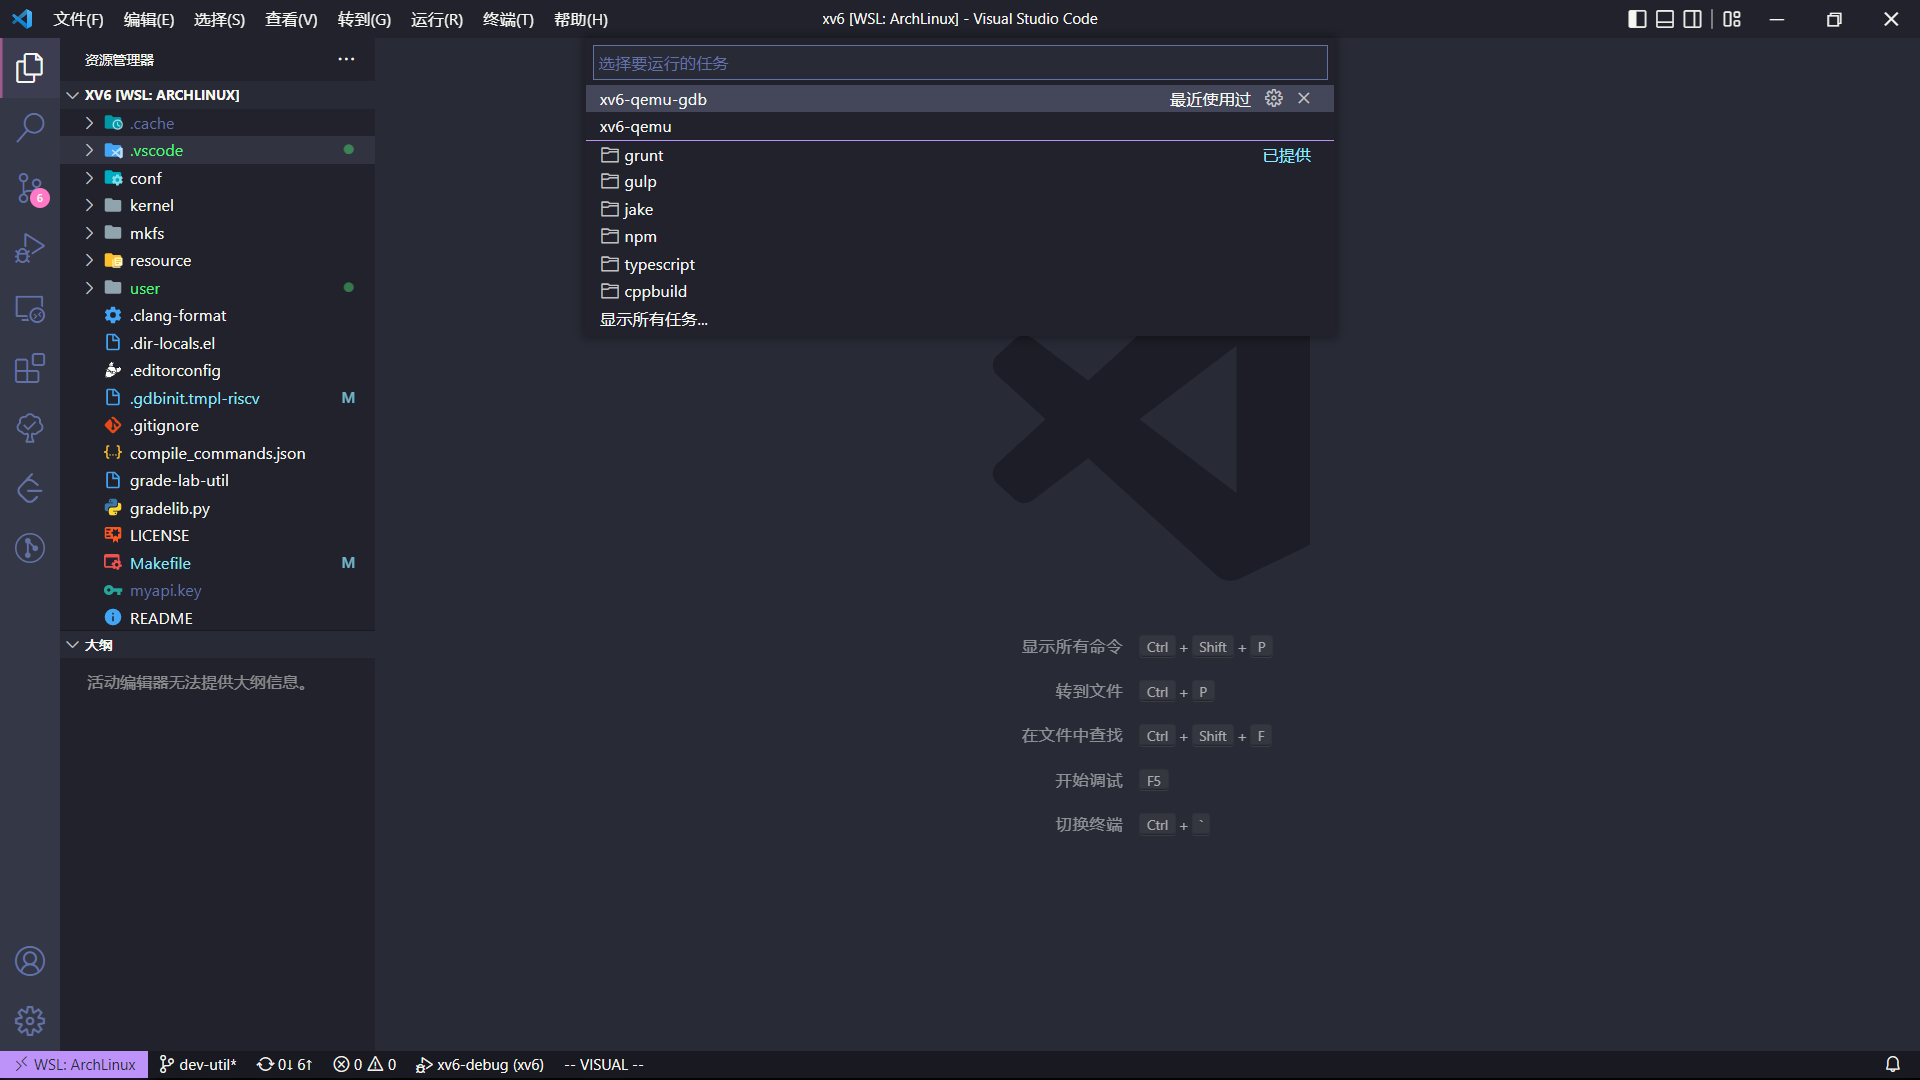 文件(F) 编辑(E) 选择(S) 查看(V) 转到(G) 运行(R) 终端(T) 帮助(H)
xv6 [WSL: ArchLinux] - Visual Studio Code
选择要运行的任务
xv6-qemu-gdb 最近使用过
xv6-qemu
grunt 已提供
gulp
jake
npm
typescript
cppbuild
显示所有任务...
资源管理器
XV6 [WSL: ARCHLINUX]
.cache
.vscode
conf
kernel
mkfs
resource
user
.clang-format
.dir-locals.el
.editorconfig
.gdbinit.tmpl-riscv M
.gitignore
compile_commands.json
grade-lab-util
gradelib.py
LICENSE
Makefile M
myapi.key
README
大纲
活动编辑器无法提供大纲信息。
6
显示所有命令 Ctrl + Shift + P
转到文件 Ctrl + P
在文件中查找 Ctrl + Shift + F
开始调试 F5
切换终端 Ctrl + `
WSL: ArchLinux dev-util* 0↓ 6↑ 0 0 xv6-debug (xv6) -- VISUAL --